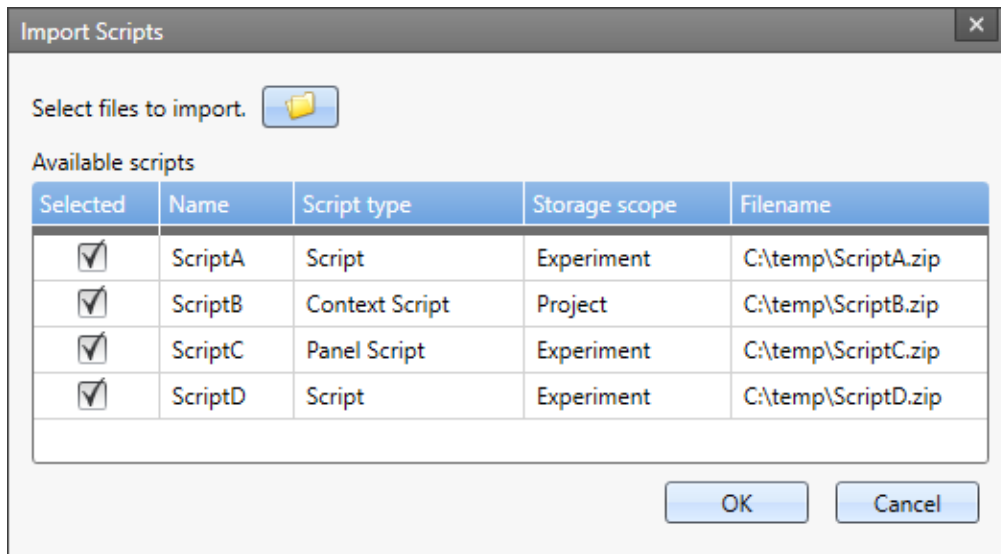 Import Scripts
Select files to import.
Available scripts
Selected Name Script type Storage scope Filename
ScriptA Script Experiment C:\temp\ScriptA.zip
ScriptB Context Script Project C:\temp\ScriptB.zip
ScriptC Panel Script Experiment C:\temp\ScriptC.zip
ScriptD Script Experiment C:\temp\ScriptD.zip
OK Cancel